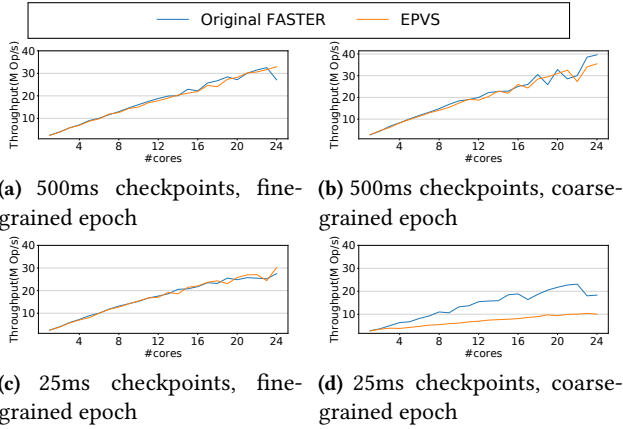 Original FASTER EPVS
Throughput(M Op/s)
40
30
20
10
4 8 12 16 20 24
#cores
Throughput(M Op/s)
40
30
20
10
4 8 12 16 20 24
#cores
(a) 500ms checkpoints, fine-
grained epoch
(b) 500ms checkpoints, coarse-
grained epoch
Throughput(M Op/s)
40
30
20
10
4 8 12 16 20 24
#cores
Throughput(M Op/s)
40
30
20
10
4 8 12 16 20 24
#cores
(c) 25ms checkpoints, fine-
grained epoch
(d) 25ms checkpoints, coarse-
grained epoch